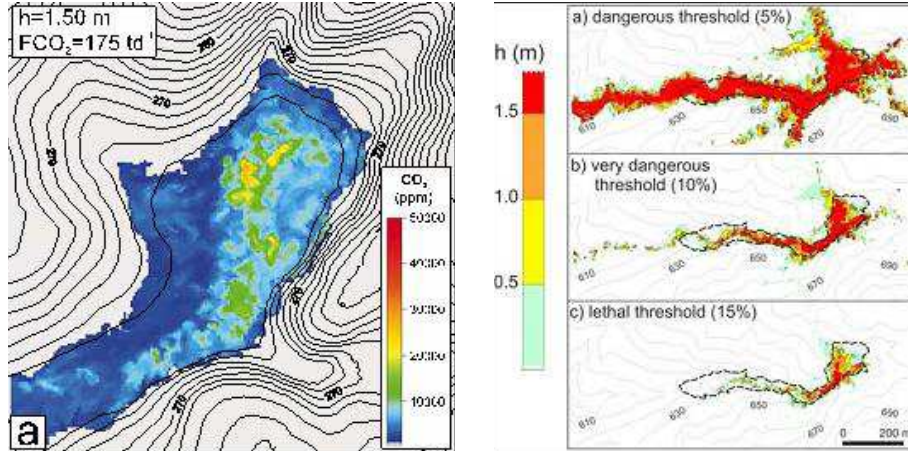 h=1.50 m
FCO₂=175 td⁻¹
270
270
270
270
CO₂
(ppm)
50000
40000
30000
20000
10000
a
h (m)
1.5
1.0
0.5
a) dangerous threshold (5%)
610
630
650
670
690
b) very dangerous
threshold (10%)
610
630
650
670
690
c) lethal threshold (15%)
610
630
650
670
690
0
200 m